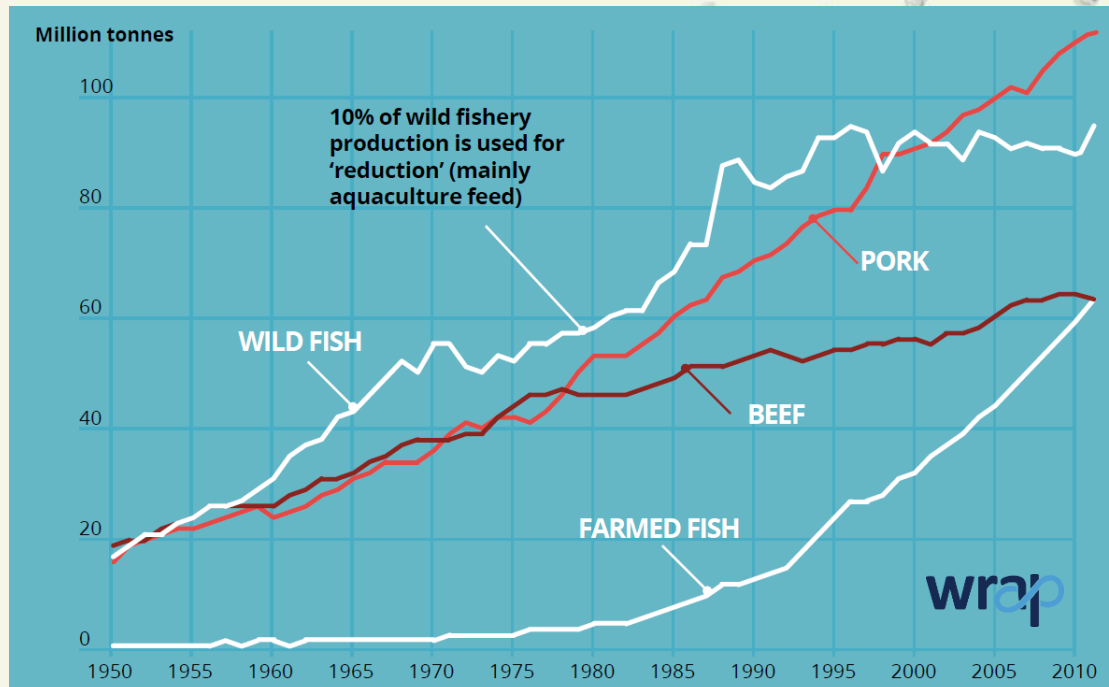 Million tonnes
100
10% of wild fishery
production is used for
‘reduction’ (mainly
aquaculture feed)
80
PORK
60
WILD FISH
BEEF
40
FARMED FISH
20
wrap
0
1950 1955 1960 1965 1970 1975 1980 1985 1990 1995 2000 2005 2010